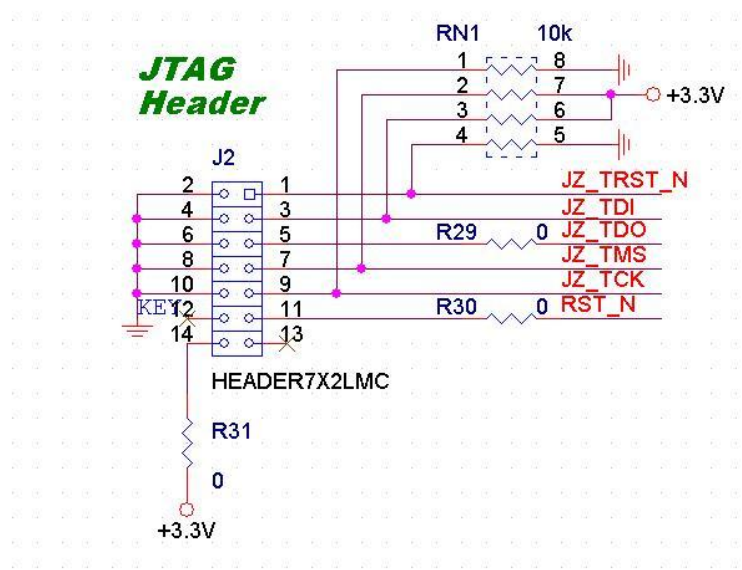 RN1 10k
JTAG
Header
1 8
2 7
+3.3V
3 6
4 5
J2
2 1 JZ_TRST_N
4 3 JZ_TDI
6 5 R29 0 JZ_TDO
8 7 JZ_TMS
10 9 JZ_TCK
KEY 12 11 R30 0 RST_N
14 13
HEADER7X2LMC
R31
0
+3.3V